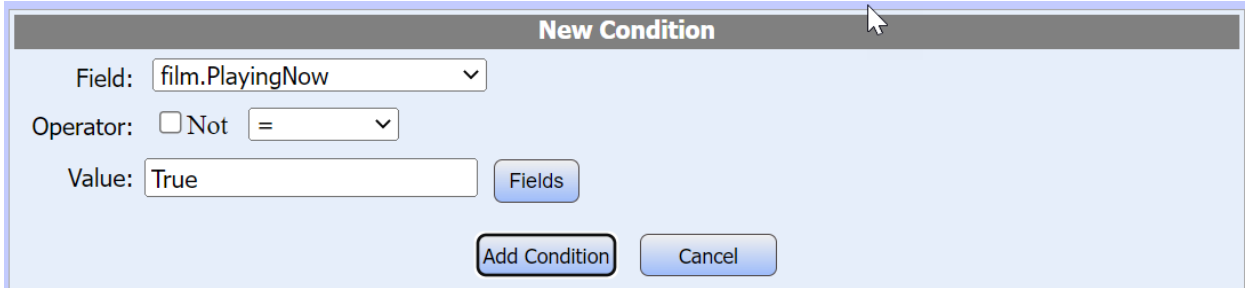 New Condition
Field: film.PlayingNow
Operator: Not =
Value: True Fields
Add Condition Cancel